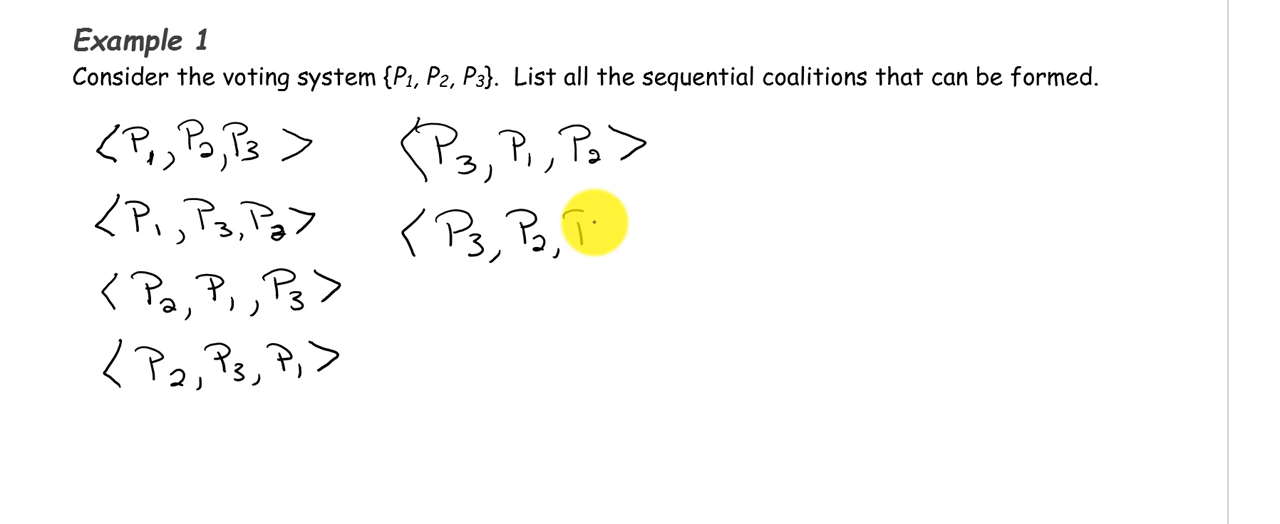 Example 1
Consider the voting system {P1, P2, P3}. List all the sequential coalitions that can be formed.
<P1, P2, P3>
<P1, P3, P2>
<P2, P1, P3>
<P2, P3, P1>
<P3, P1, P2>
<P3, P2,